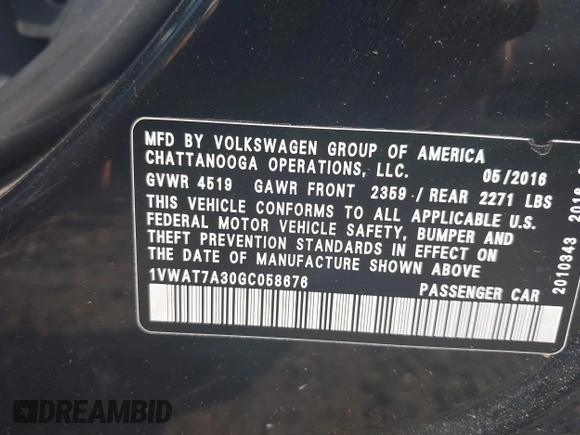 MFD BY VOLKSWAGEN GROUP OF AMERICA
CHATTANOOGA OPERATIONS, LLC. 05/2016
GVWR 4519 GAWR FRONT 2359 / REAR 2271 LBS
THIS VEHICLE CONFORMS TO ALL APPLICABLE U.S.
FEDERAL MOTOR VEHICLE SAFETY, BUMPER AND
THEFT PREVENTION STANDARDS IN EFFECT ON
THE DATE OF MANUFACTURE SHOWN ABOVE
1VWAT7A30GC058676 PASSENGER CAR
2010343 2016
DREAMBID